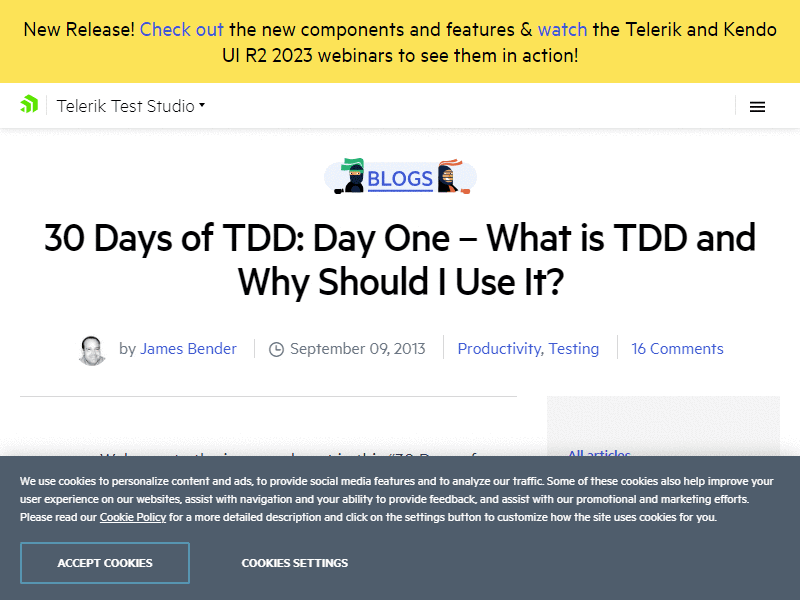 New Release! Check out the new components and features & watch the Telerik and Kendo
UI R2 2023 webinars to see them in action!
Telerik Test Studio
BLOGS
30 Days of TDD: Day One – What is TDD and
Why Should I Use It?
by James Bender
September 09, 2013
Productivity, Testing
16 Comments
All articles
We use cookies to personalize content and ads, to provide social media features and to analyze our traffic. Some of these cookies also help improve your
user experience on our websites, assist with navigation and your ability to provide feedback, and assist with our promotional and marketing efforts.
Please read our Cookie Policy for a more detailed description and click on the settings button to customize how the site uses cookies for you.
ACCEPT COOKIES
COOKIES SETTINGS